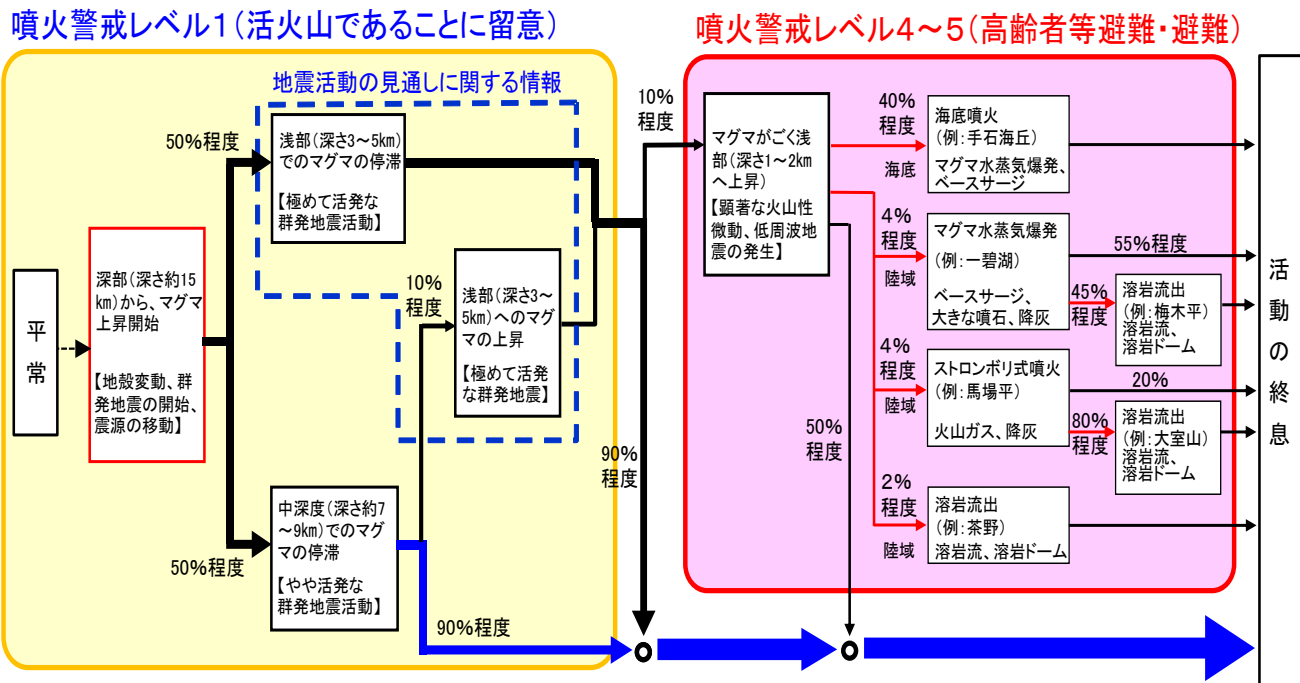 噴火警戒レベル1(活火山であることに留意)
地震活動の見通しに関する情報
平
常
深部(深さ約15
km)から、マグマ
上昇開始
【地殻変動、群
発地震の開始、
震源の移動】
50%程度
浅部(深さ3～5km)
でのマグマの停滞
【極めて活発な
群発地震活動】
10%
程度
浅部(深さ3～
5km)へのマグ
マの上昇
【極めて活発
な群発地震】
50%程度
中深度(深さ約7
～9km)でのマグ
マの停滞
【やや活発な
群発地震活動】
90%程度
90%
程度
10%
程度
噴火警戒レベル4～5(高齢者等避難・避難)
マグマがごく浅
部(深さ1～2km
へ上昇)
【顕著な火山性
微動、低周波地
震の発生】
50%
程度
40%
程度
海底
海底噴火
(例:手石海丘)
マグマ水蒸気爆発、
ベースサージ
4%
程度
陸域
マグマ水蒸気爆発
(例:一碧湖)
ベースサージ、
大きな噴石、降灰
55%程度
45%
程度
溶岩流出
(例:梅木平)
溶岩流、
溶岩ドーム
4%
程度
陸域
ストロンボリ式噴火
(例:馬場平)
火山ガス、降灰
20%
80%
程度
溶岩流出
(例:大室山)
溶岩流、
溶岩ドーム
2%
程度
陸域
溶岩流出
(例:茶野)
溶岩流、溶岩ドーム
活
動
の
終
息